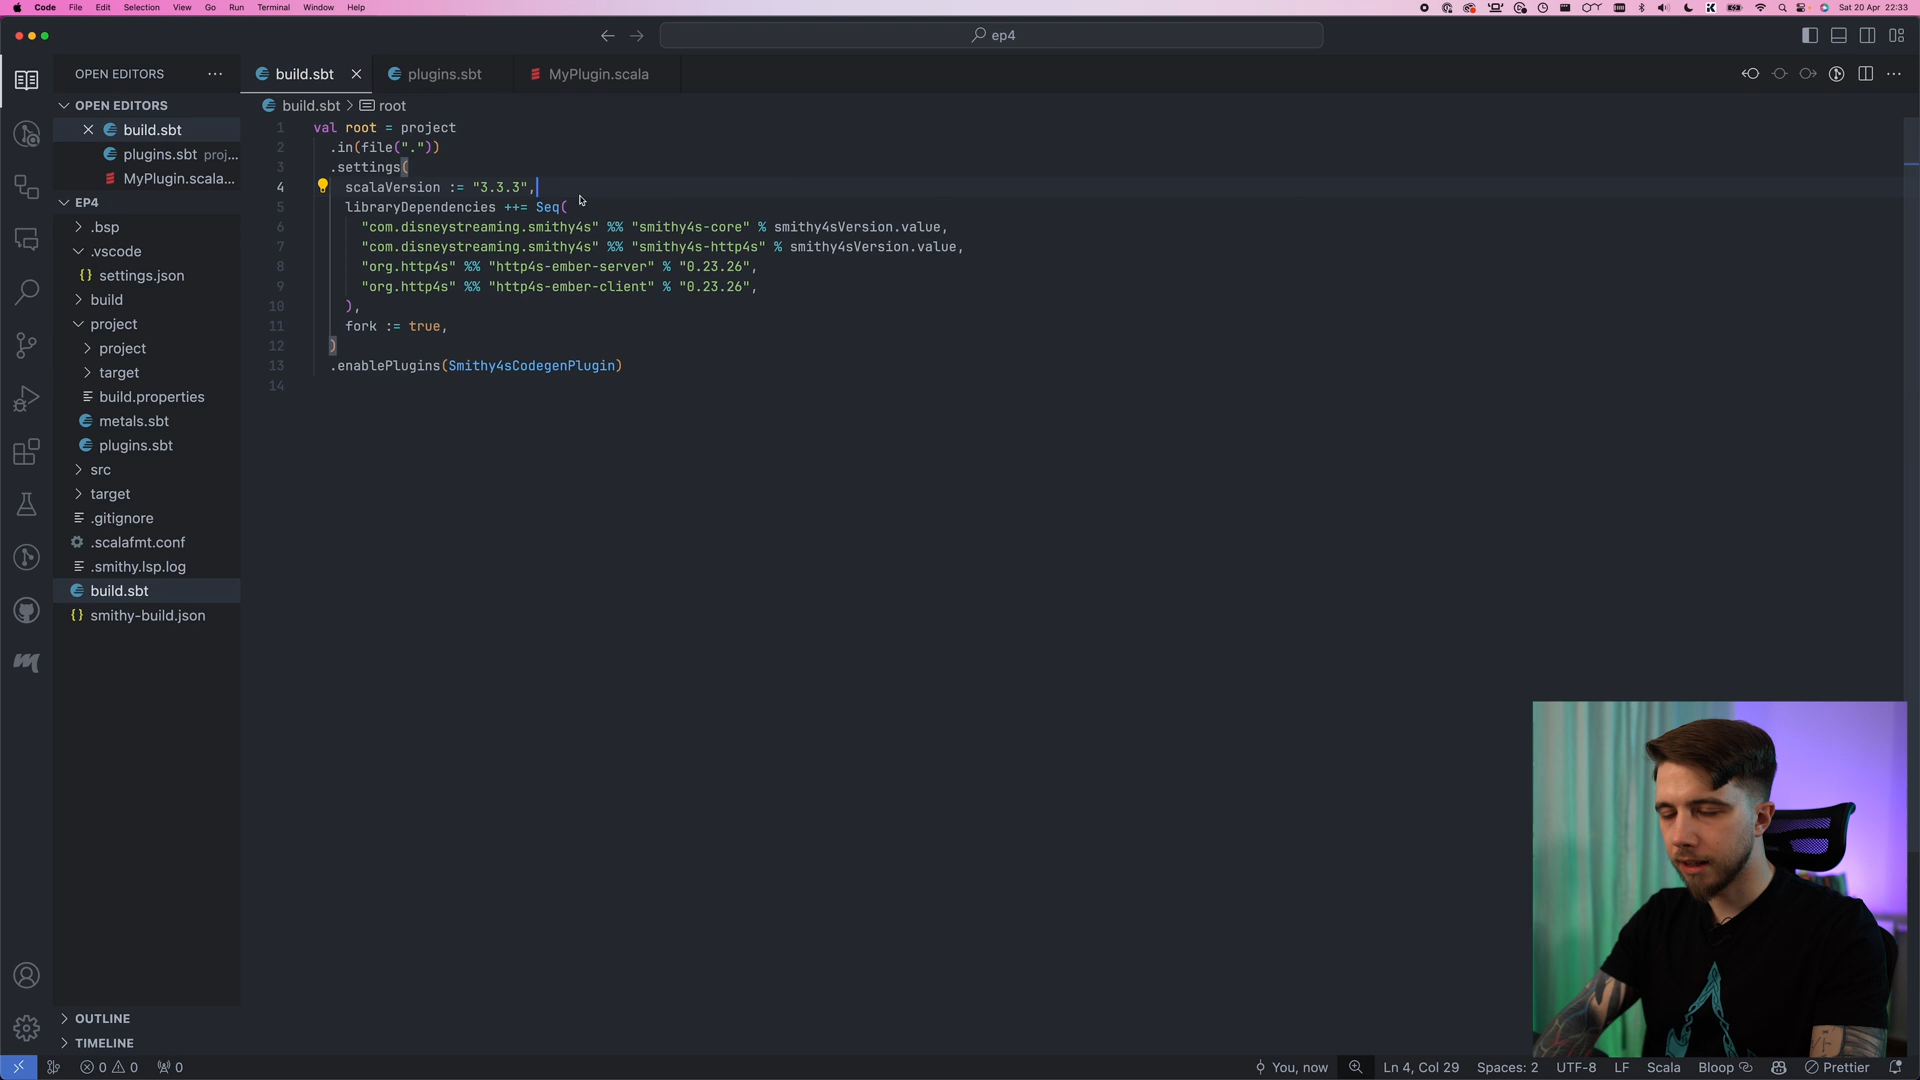 Code File Edit Selection View Go Run Terminal Window Help
Sat 20 Apr 22:33
ep4
OPEN EDITORS
OPEN EDITORS
build.sbt
plugins.sbt proj...
MyPlugin.scala...
EP4
.bsp
.vscode
{} settings.json
build
project
project
target
build.properties
metals.sbt
plugins.sbt
src
target
.gitignore
.scalafmt.conf
.smithy.lsp.log
build.sbt
{} smithy-build.json
OUTLINE
TIMELINE
build.sbt plugins.sbt MyPlugin.scala
build.sbt > root
1 val root = project
2 .in(file("."))
3 .settings(
4 scalaVersion := "3.3.3",
5 libraryDependencies ++= Seq(
6 "com.disneystreaming.smithy4s" %% "smithy4s-core" % smithy4sVersion.value,
7 "com.disneystreaming.smithy4s" %% "smithy4s-http4s" % smithy4sVersion.value,
8 "org.http4s" %% "http4s-ember-server" % "0.23.26",
9 "org.http4s" %% "http4s-ember-client" % "0.23.26",
10 ),
11 fork := true,
12 )
13 .enablePlugins(Smithy4sCodegenPlugin)
14
0 0 0 You, now Ln 4, Col 29 Spaces: 2 UTF-8 LF Scala Bloop Prettier